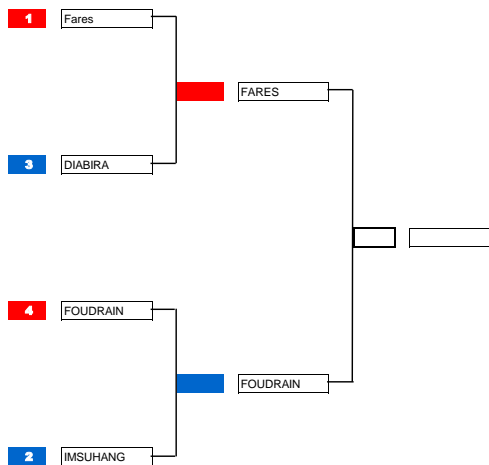 1 Fares
FARES
3 DIABIRA
4 FOUDRAIN
FOUDRAIN
2 IMSUHANG